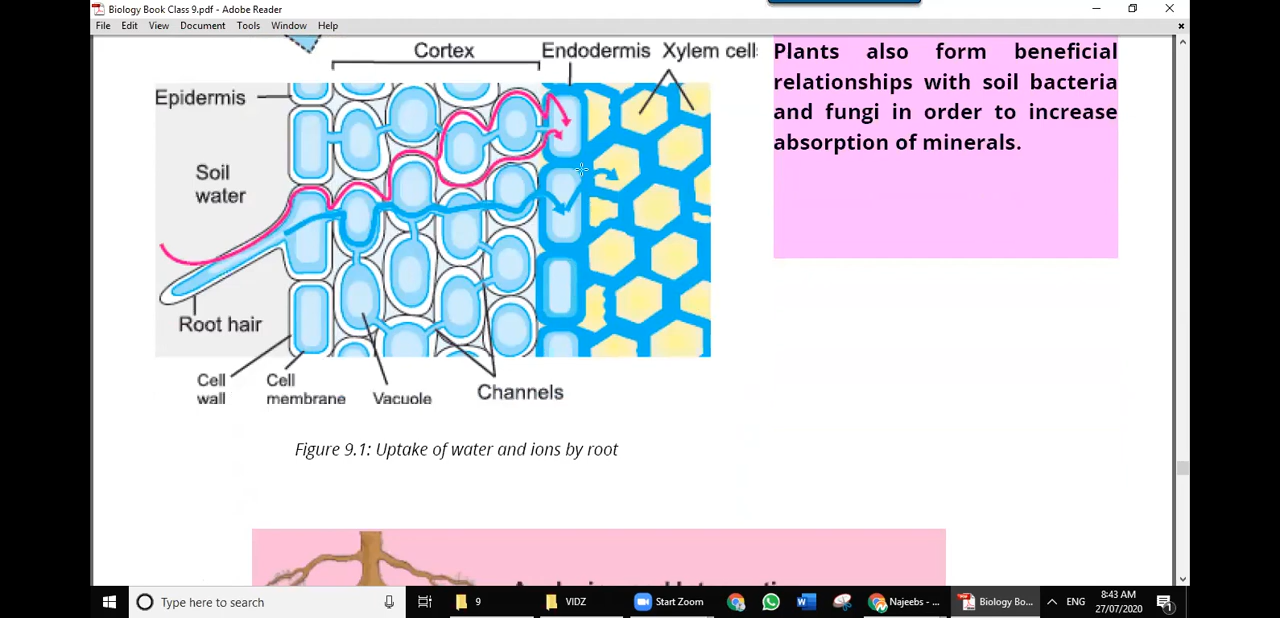 Biology Book Class 9.pdf - Adobe Reader
File Edit View Document Tools Window Help
Cortex
Endodermis
Xylem cell
Epidermis
Soil
water
Root hair
Cell
wall
Cell
membrane
Vacuole
Channels
Figure 9.1: Uptake of water and ions by root
Plants also form beneficial
relationships with soil bacteria
and fungi in order to increase
absorption of minerals.
Type here to search
9
VIDZ
Start Zoom
Najeebs - ...
Biology Bo...
ENG
8:43 AM
27/07/2020
1